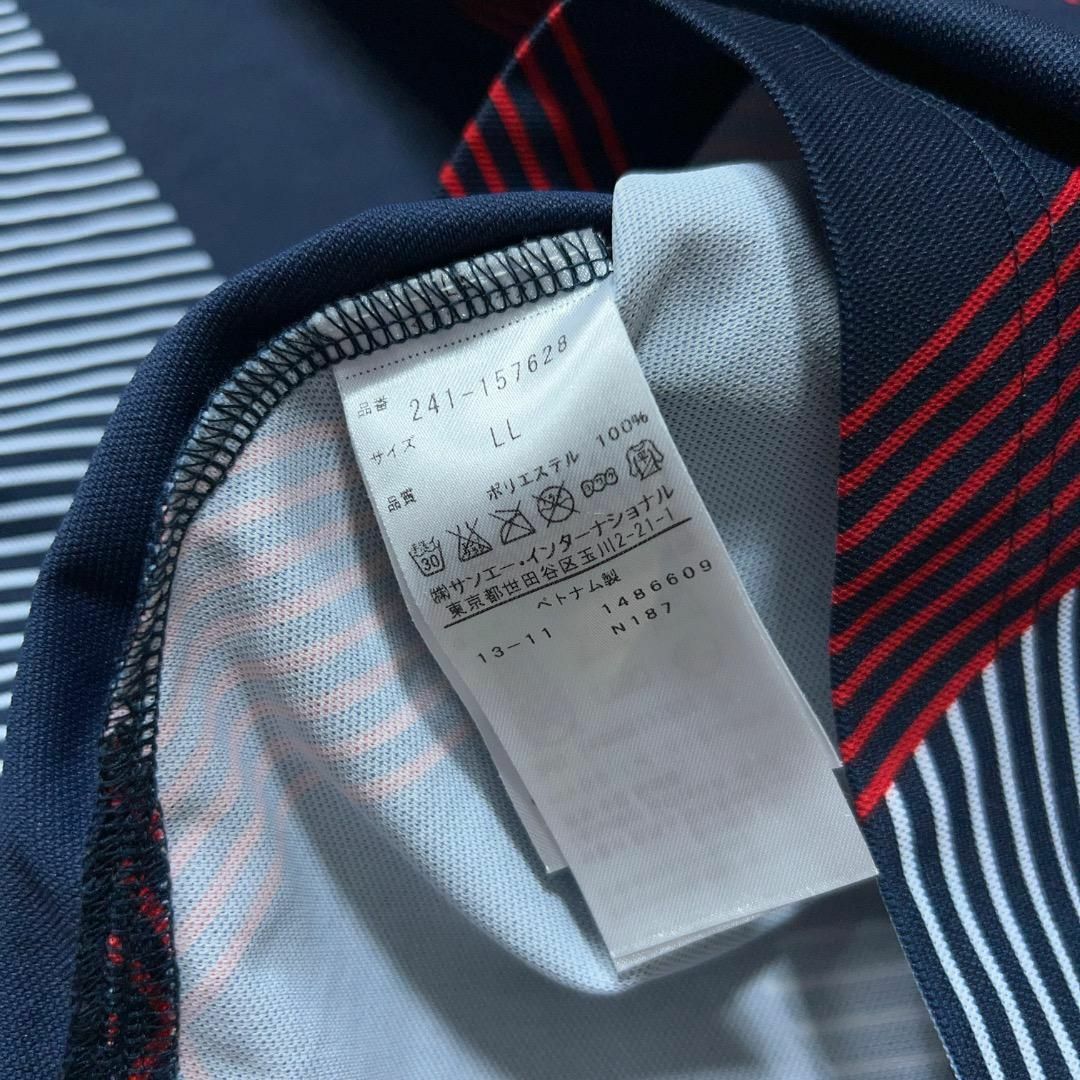 品番 241-157628
サイズ LL
品質 ポリエステル 100%
30
㈱サンエー・インターナショナル
東京都世田谷区玉川2-21-1
ベトナム製
13-11 1486609
N187